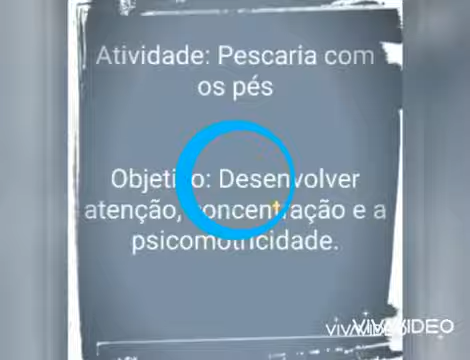 Atividade: Pescaria com
os pés
Objetivo: Desenvolver
atenção, concentração e a
psicomotricidade.
VIVAVIDEO